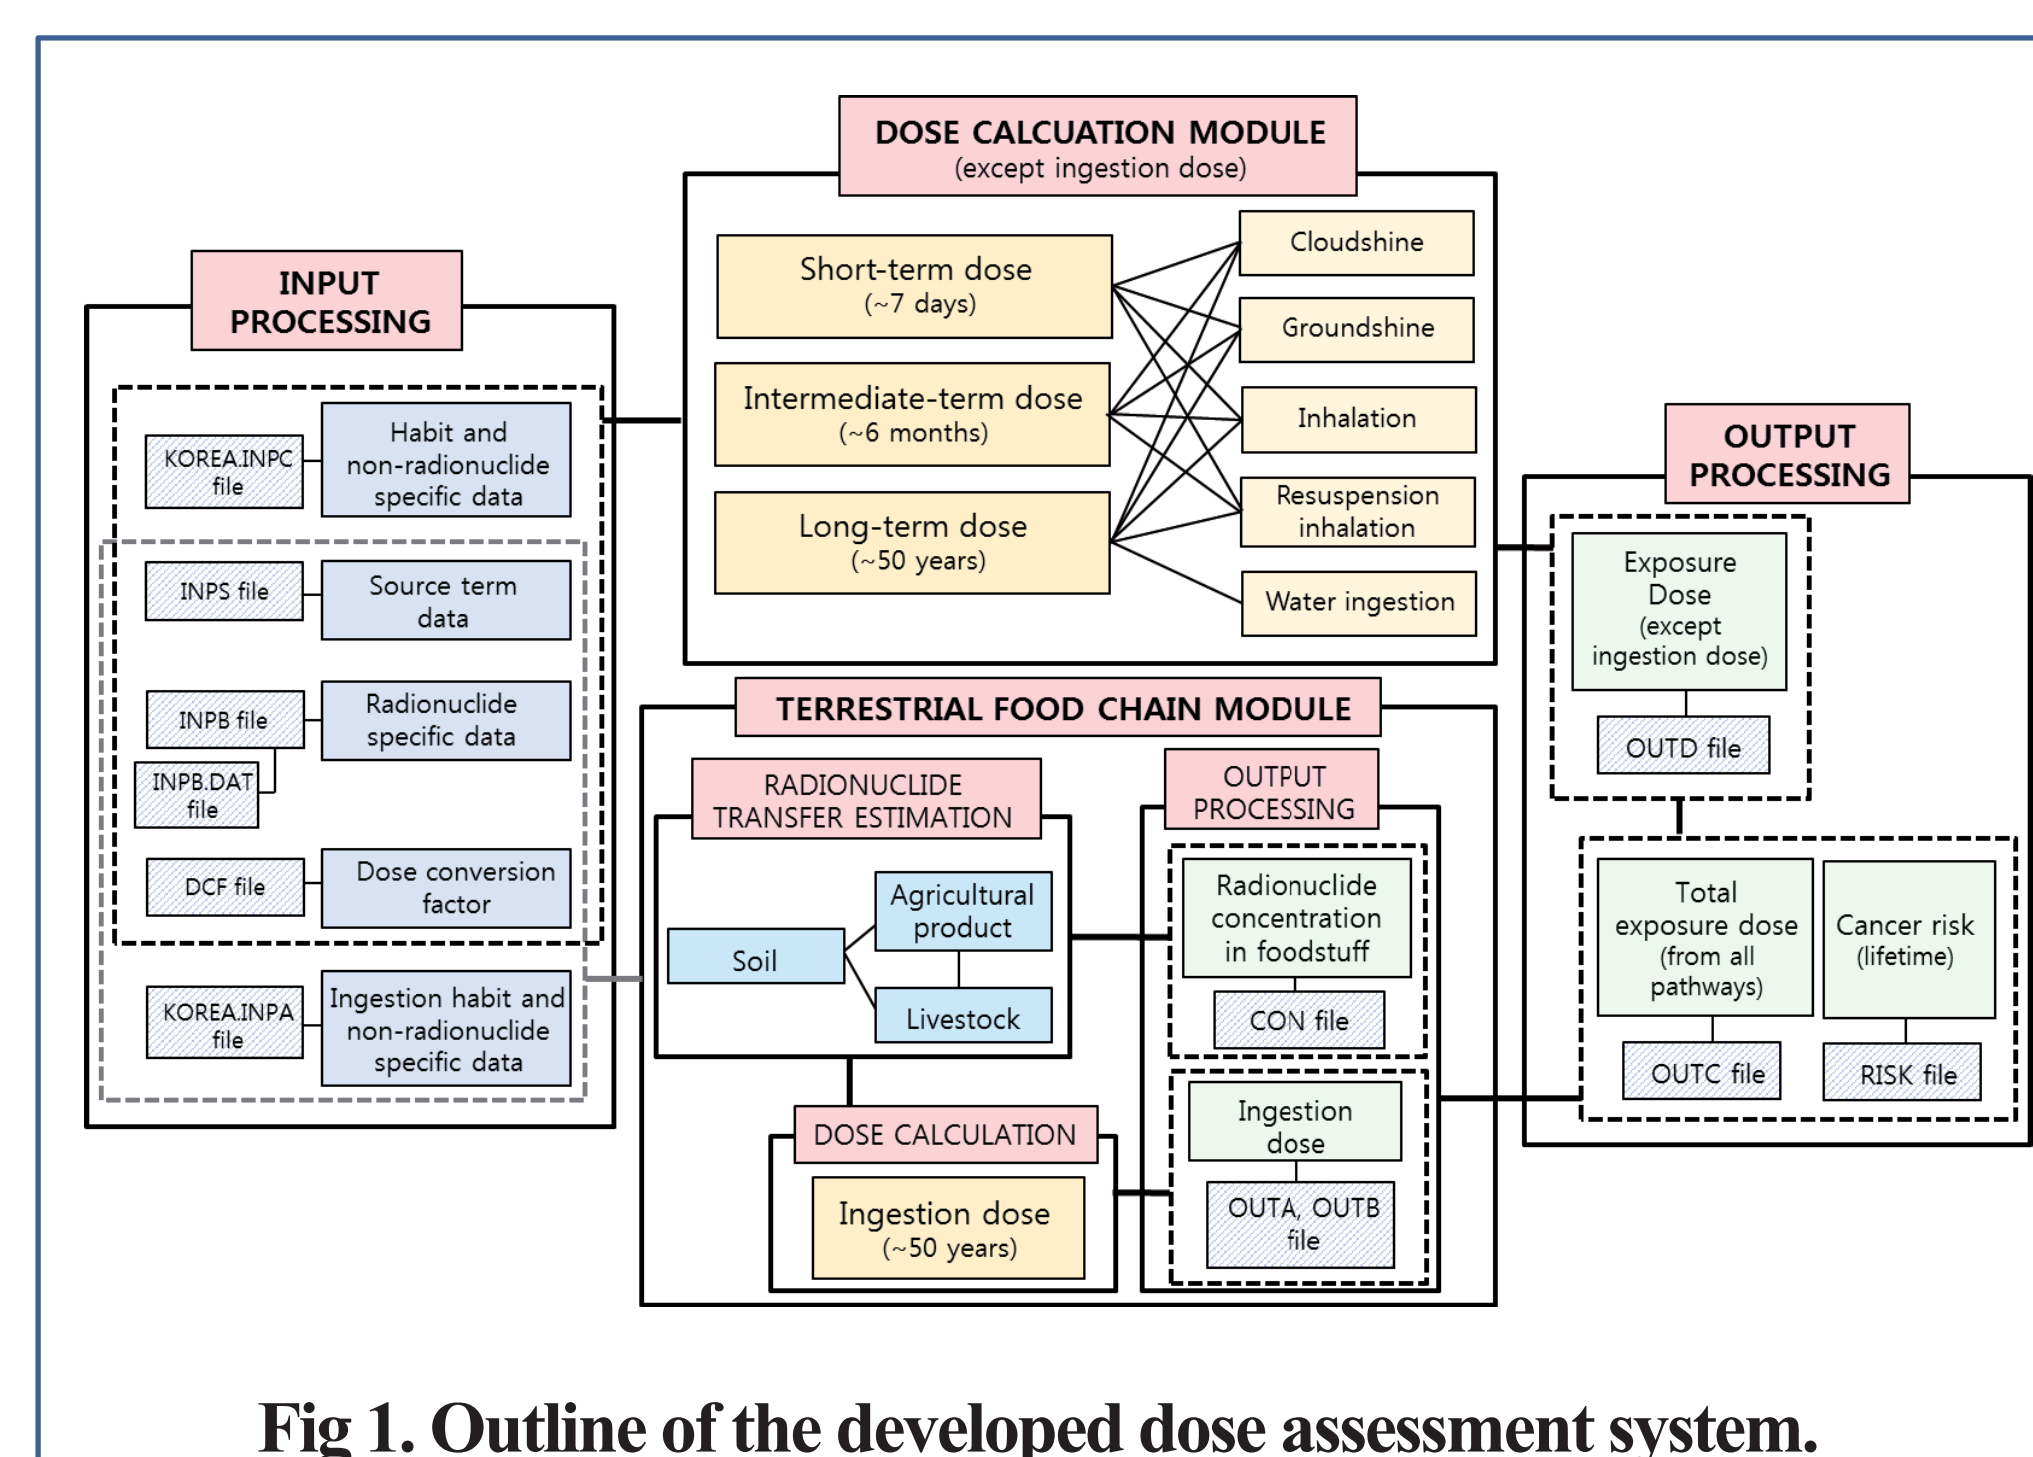 DOSE CALCUATION MODULE
(except ingestion dose)
Short-term dose
(~7 days)
Intermediate-term dose
(~6 months)
Long-term dose
(~50 years)
Cloudshine
Groundshine
Inhalation
Resuspension
inhalation
Water ingestion
INPUT
PROCESSING
KOREA.INPC
file
Habit and
non-radionuclide
specific data
INPS file
Source term
data
INPB file
Radionuclide
specific data
INPB.DAT
file
DCF file
Dose conversion
factor
KOREA.INPA
file
Ingestion habit and
non-radionuclide
specific data
TERRESTRIAL FOOD CHAIN MODULE
RADIONUCLIDE
TRANSFER ESTIMATION
Soil
Agricultural
product
Livestock
DOSE CALCULATION
Ingestion dose
(~50 years)
OUTPUT
PROCESSING
Radionuclide
concentration
in foodstuff
CON file
Ingestion
dose
OUTA, OUTB
file
OUTPUT
PROCESSING
Exposure
Dose
(except
ingestion dose)
OUTD file
Total
exposure dose
(from all
pathways)
OUTC file
Cancer risk
(lifetime)
RISK file
Fig 1. Outline of the developed dose assessment system.